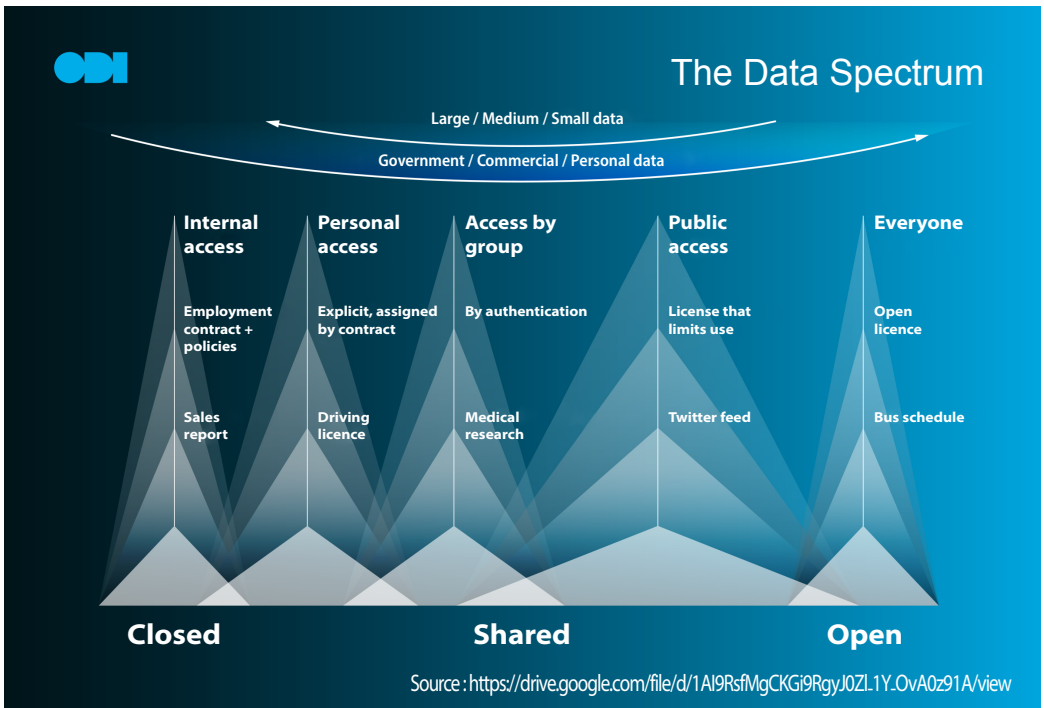 ODI
The Data Spectrum
Large / Medium / Small data
Government / Commercial / Personal data
Internal
access
Personal
access
Access by
group
Public
access
Everyone
Employment
contract +
policies
Explicit, assigned
by contract
By authentication
License that
limits use
Open
licence
Sales
report
Driving
licence
Medical
research
Twitter feed
Bus schedule
Closed
Shared
Open
Source : https://drive.google.com/file/d/1AI9RsfMgCKGi9RgyJ0Zl_1Y_OvA0z91A/view